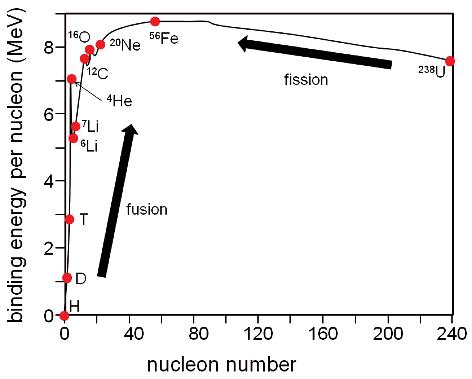 binding energy per nucleon (MeV)
8
6
4
2
0
¹⁶O
¹²C
²⁰Ne
⁵⁶Fe
²³⁸U
fission
⁴He
⁷Li
⁶Li
fusion
T
D
H
0 40 80 120 160 200 240
nucleon number